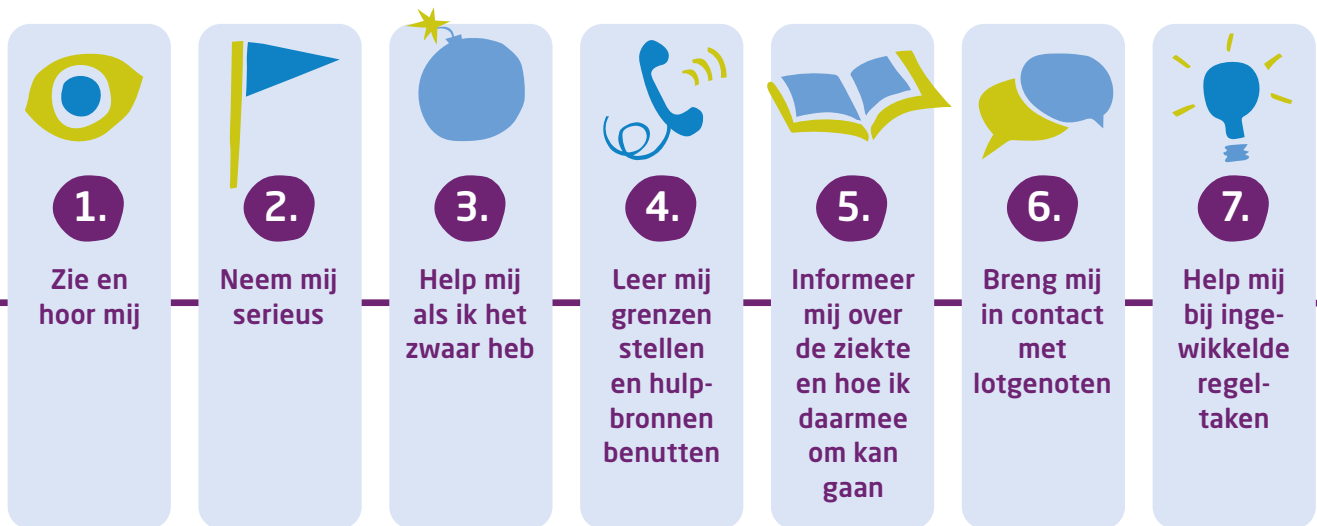 1.
Zie en
hoor mij
2.
Neem mij
serieus
3.
Help mij
als ik het
zwaar heb
4.
Leer mij
grenzen
stellen
en hulp-
bronnen
benutten
5.
Informeer
mij over
de ziekte
en hoe ik
daarmee
om kan
gaan
6.
Breng mij
in contact
met
lotgenoten
7.
Help mij
bij inge-
wikkelde
regel-
taken